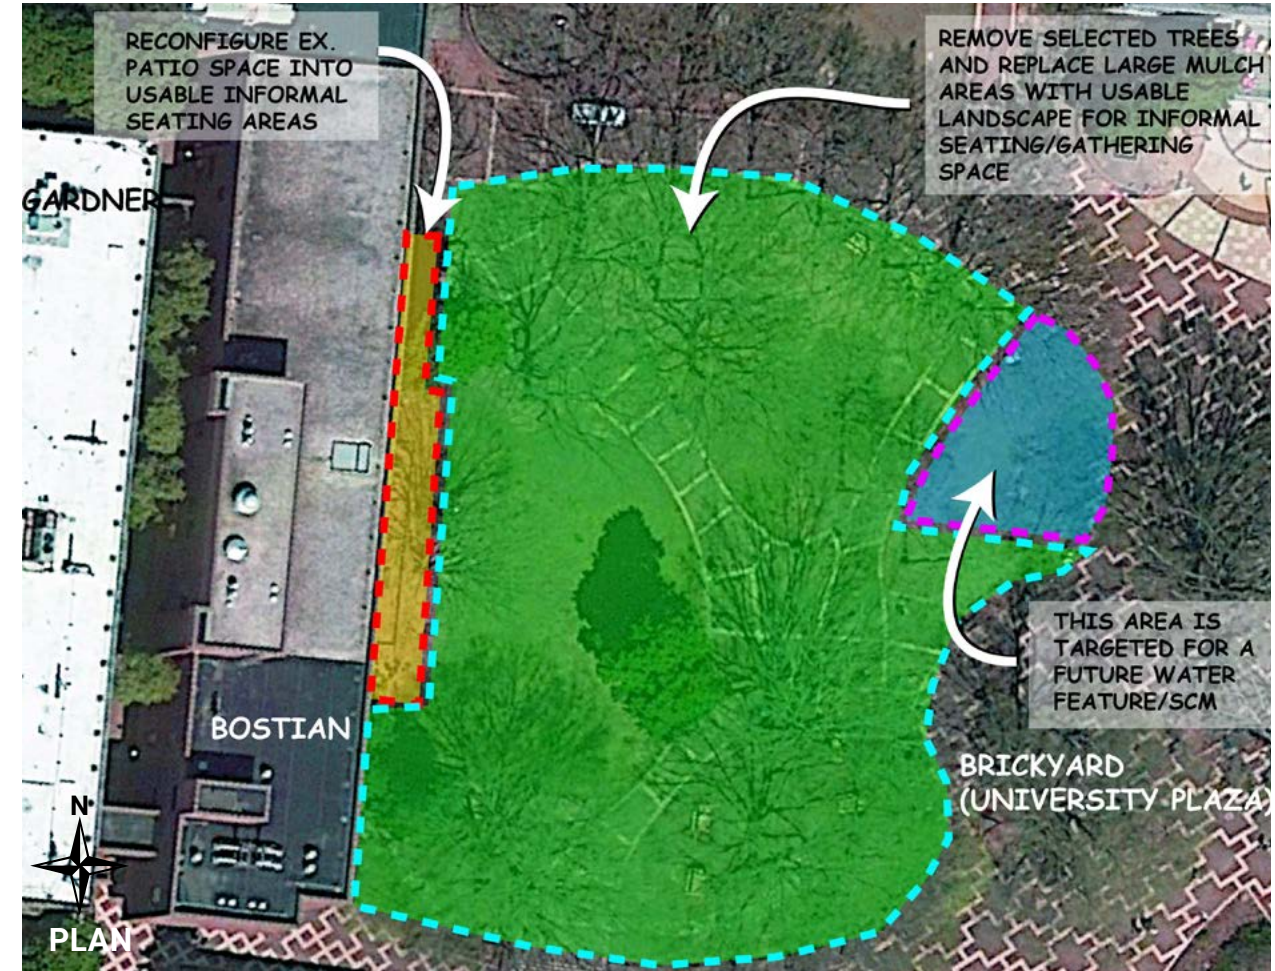 RECONFIGURE EX.
PATIO SPACE INTO
USABLE INFORMAL
SEATING AREAS
REMOVE SELECTED TREES
AND REPLACE LARGE MULCH
AREAS WITH USABLE
LANDSCAPE FOR INFORMAL
SEATING/GATHERING
SPACE
GARDNER
THIS AREA IS
TARGETED FOR A
FUTURE WATER
FEATURE/SCM
BOSTIAN
BRICKYARD
(UNIVERSITY PLAZA)
N
PLAN